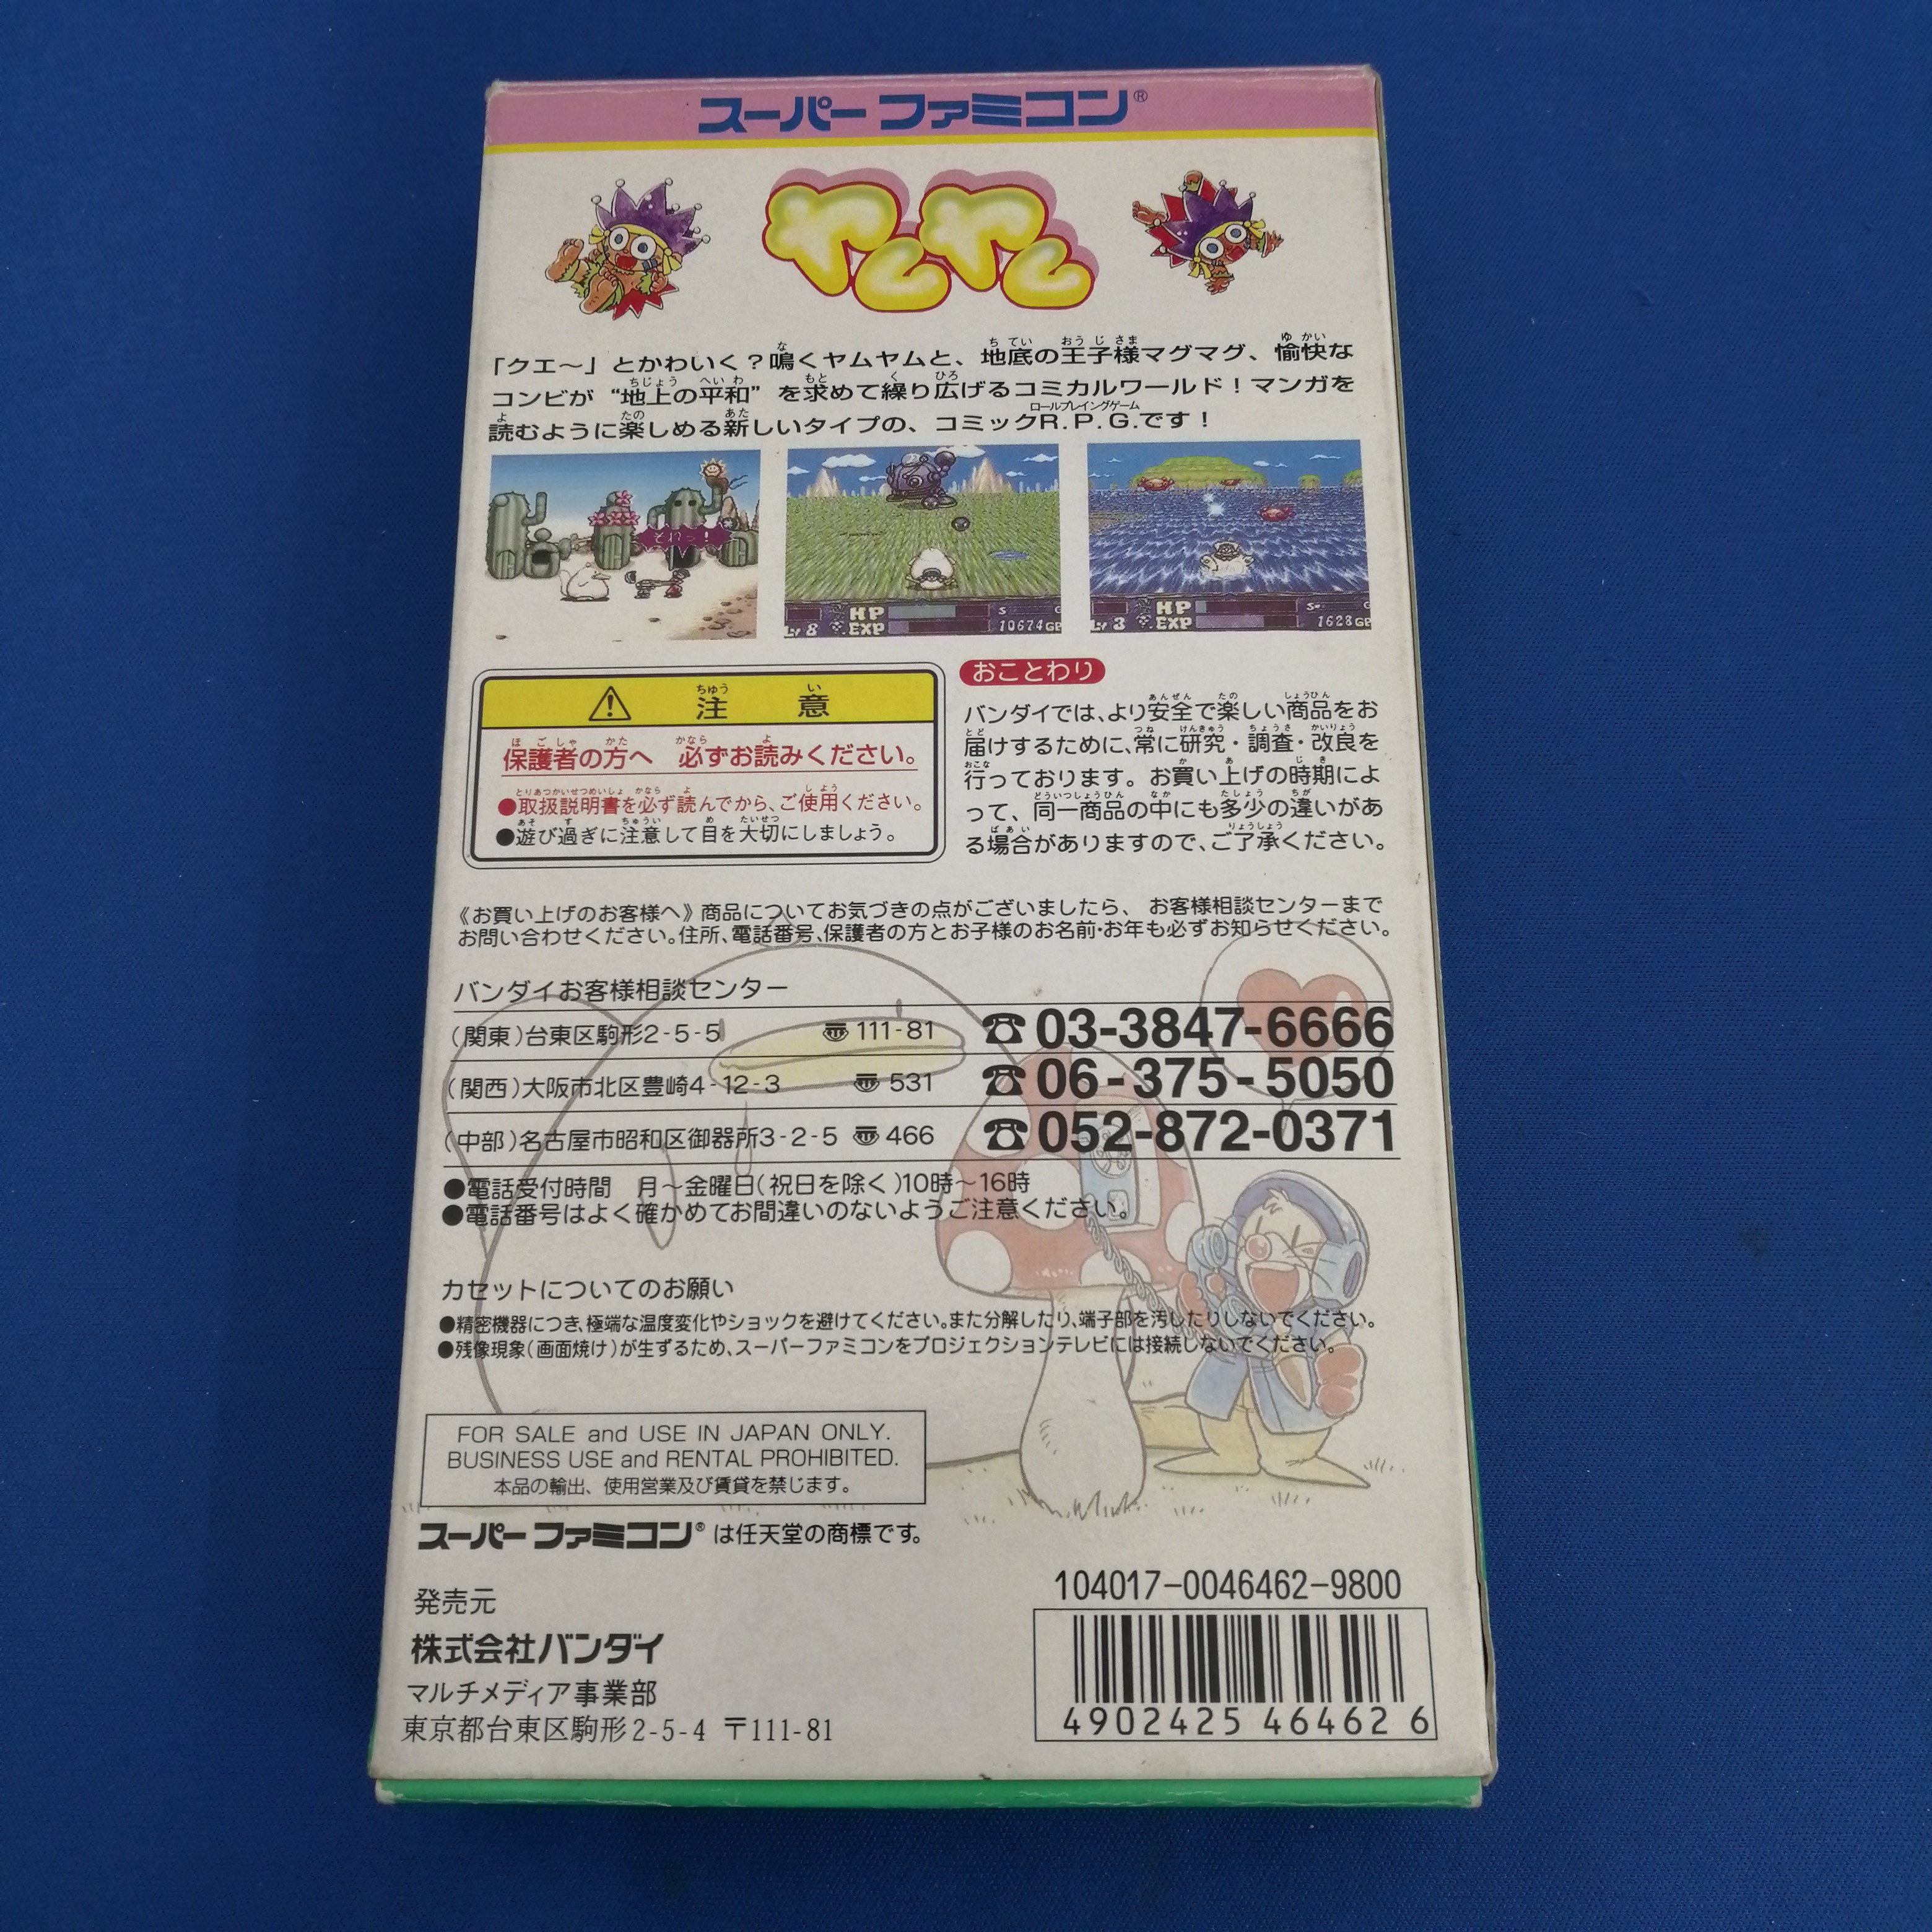 スーパーファミコン®
ヤムヤム
「クエ〜」とかわいく？鳴くヤムヤムと、地底の王子様マグマグ、愉快な
コンビが“地上の平和”を求めて繰り広げるコミカルワールド！マンガを
読むように楽しめる新しいタイプの、コミックR.P.G.です！
それっ！
Lv 8 HP EXP S 10674GP
Lv 3 HP EXP S 1628GP
注意
保護者の方へ 必ずお読みください。
●取扱説明書を必ず読んでから、ご使用ください。
●遊び過ぎに注意して目を大切にしましょう。
おことわり
バンダイでは、より安全で楽しい商品をお
届けするために、常に研究・調査・改良を
行っております。お買い上げの時期によ
って、同一商品の中にも多少の違いがあ
る場合がありますので、ご了承ください。
《お買い上げのお客様へ》商品についてお気づきの点がございましたら、お客様相談センターまで
お問い合わせください。住所、電話番号、保護者の方とお子様のお名前・お年も必ずお知らせください。
バンダイお客様相談センター
(関東)台東区駒形2-5-5 〠111-81 ☎03-3847-6666
(関西)大阪市北区豊崎4-12-3 〠531 ☎06-375-5050
(中部)名古屋市昭和区御器所3-2-5 〠466 ☎052-872-0371
●電話受付時間 月〜金曜日(祝日を除く)10時〜16時
●電話番号はよく確かめてお間違いのないようご注意ください。
カセットについてのお願い
●精密機器につき、極端な温度変化やショックを避けてください。また分解したり、端子部を汚したりしないでください。
●残像現象(画面焼け)が生ずるため、スーパーファミコンをプロジェクションテレビには接続しないでください。
FOR SALE and USE IN JAPAN ONLY.
BUSINESS USE and RENTAL PROHIBITED.
本品の輸出、使用営業及び賃貸を禁じます。
スーパーファミコン®は任天堂の商標です。
発売元
株式会社バンダイ
マルチメディア事業部
東京都台東区駒形2-5-4 〒111-81
104017-0046462-9800
4902425464626